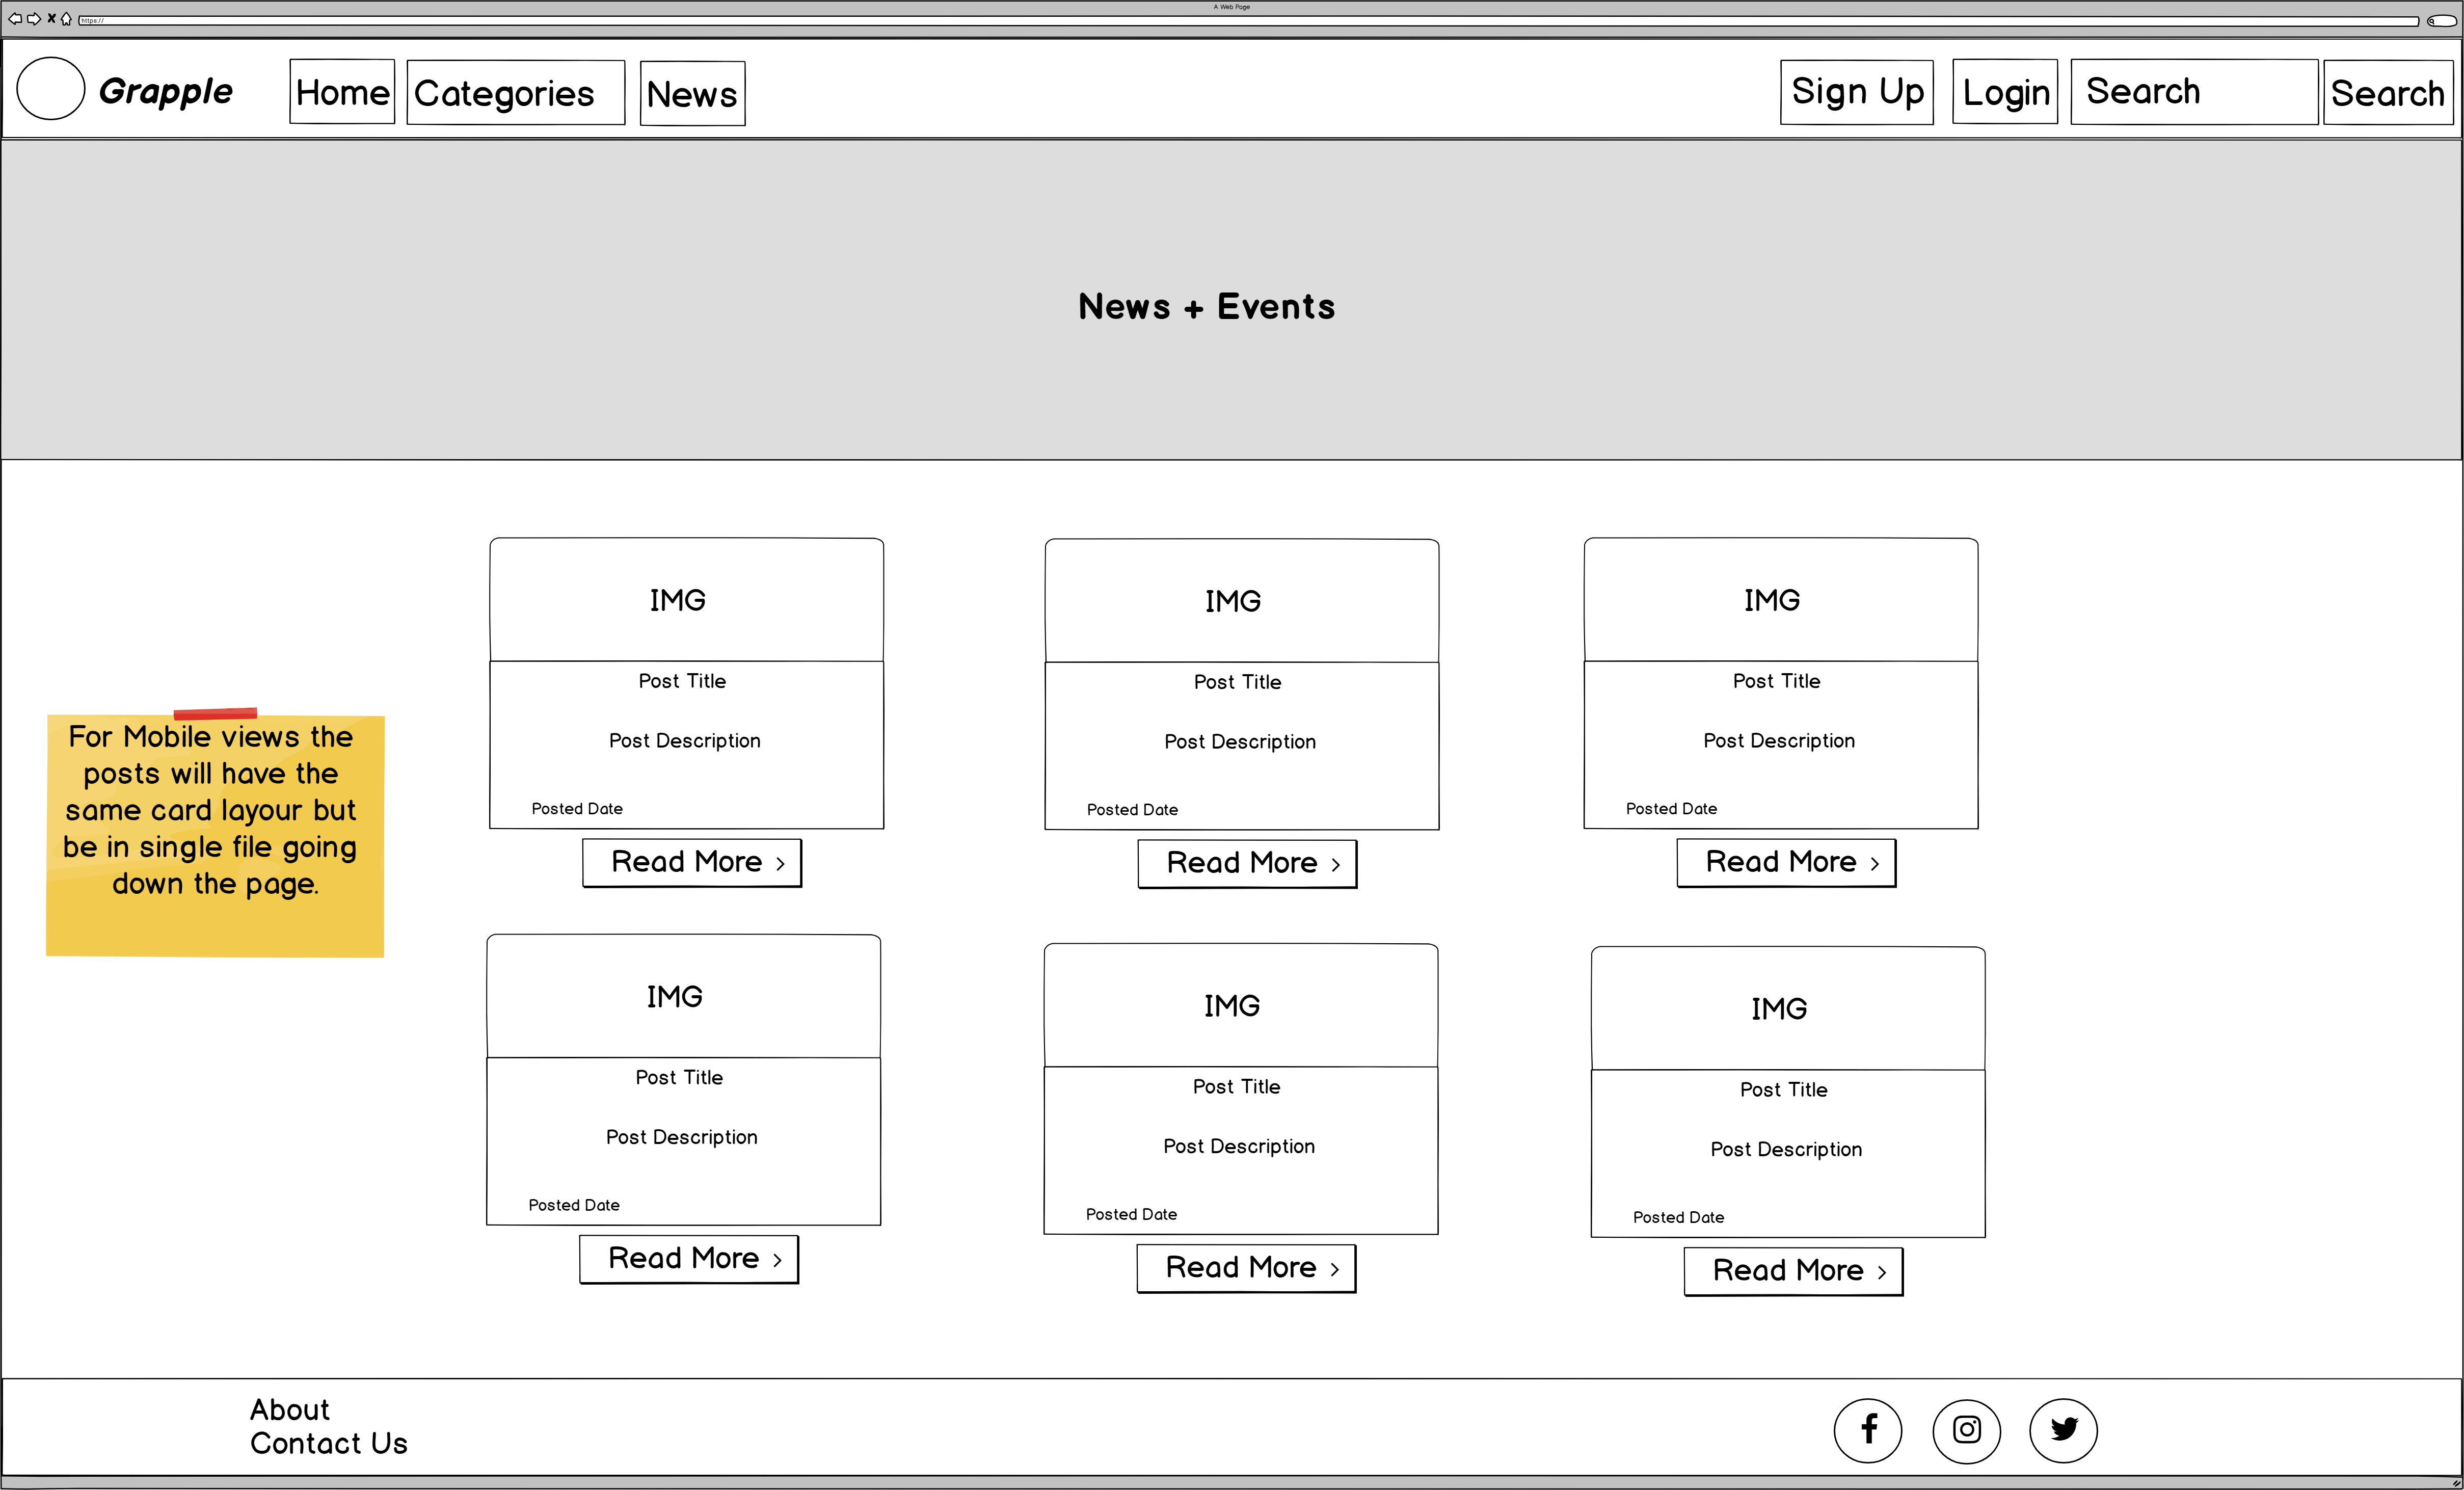 A Web Page
https://
Grapple Home Categories News Sign Up Login Search Search
News + Events
IMG IMG IMG
Post Title Post Title Post Title
Post Description Post Description Post Description
Posted Date Posted Date Posted Date
Read More Read More Read More
For Mobile views the
posts will have the
same card layour but
be in single file going
down the page.
IMG IMG IMG
Post Title Post Title Post Title
Post Description Post Description Post Description
Posted Date Posted Date Posted Date
Read More Read More Read More
About
Contact Us